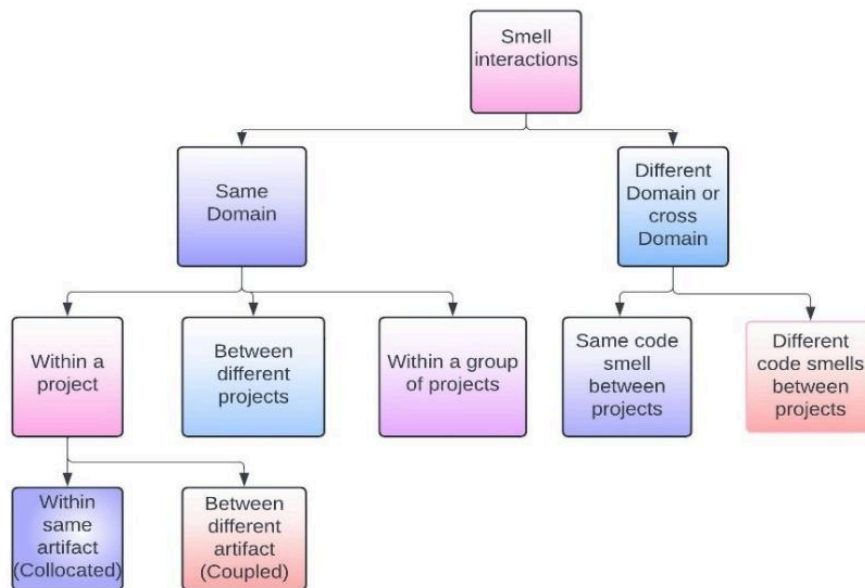 Smell
interactions
Same
Domain
Different
Domain or
cross
Domain
Within a
project
Between
different
projects
Within a group
of projects
Same code
smell
between
projects
Different
code smells
between
projects
Within
same
artifact
(Collocated)
Between
different
artifact
(Coupled)